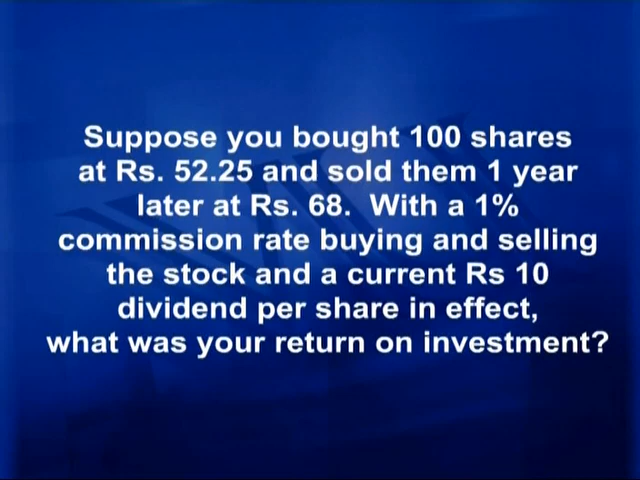 Suppose you bought 100 shares
at Rs. 52.25 and sold them 1 year
later at Rs. 68. With a 1%
commission rate buying and selling
the stock and a current Rs 10
dividend per share in effect,
what was your return on investment?